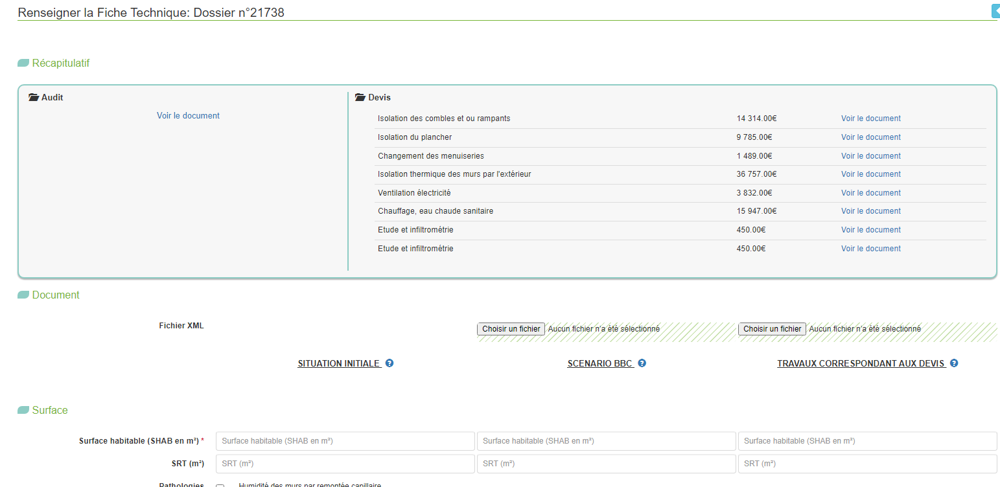 Renseigner la Fiche Technique: Dossier n°21738
Récapitulatif
Audit
Voir le document
Devis
Isolation des combles et ou rampants 14 314.00€ Voir le document
Isolation du plancher 9 785.00€ Voir le document
Changement des menuiseries 1 489.00€ Voir le document
Isolation thermique des murs par l'extérieur 36 757.00€ Voir le document
Ventilation électricité 3 832.00€ Voir le document
Chauffage, eau chaude sanitaire 15 947.00€ Voir le document
Etude et infiltrométrie 450.00€ Voir le document
Etude et infiltrométrie 450.00€ Voir le document
Document
Fichier XML Choisir un fichier Aucun fichier n'a été sélectionné Choisir un fichier Aucun fichier n'a été sélectionné
SITUATION INITIALE ? SCENARIO BBC ? TRAVAUX CORRESPONDANT AUX DEVIS ?
Surface
Surface habitable (SHAB en m²) * Surface habitable (SHAB en m²) Surface habitable (SHAB en m²) Surface habitable (SHAB en m²)
SRT (m²) SRT (m²) SRT (m²) SRT (m²)
Pathologies Humidité des murs par remontée capillaire